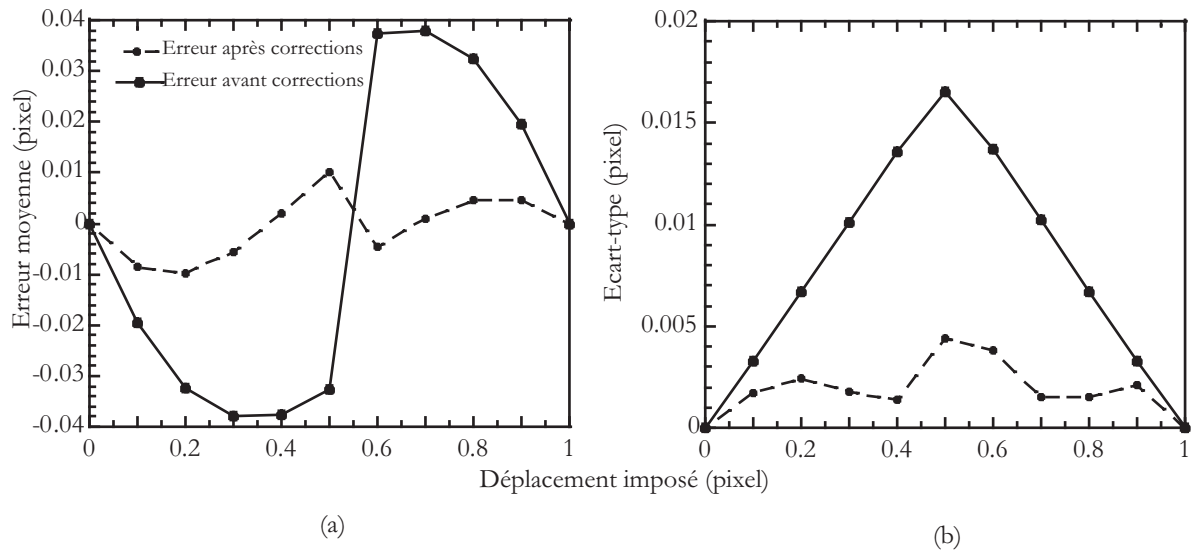 0.04
0.03
0.02
0.01
0
-0.01
-0.02
-0.03
-0.04
Erreur moyenne (pixel)
Erreur après corrections
Erreur avant corrections
0 0.2 0.4 0.6 0.8 1
(a)
0.02
0.015
0.01
0.005
0
Ecart-type (pixel)
0 0.2 0.4 0.6 0.8 1
Déplacement imposé (pixel)
(b)